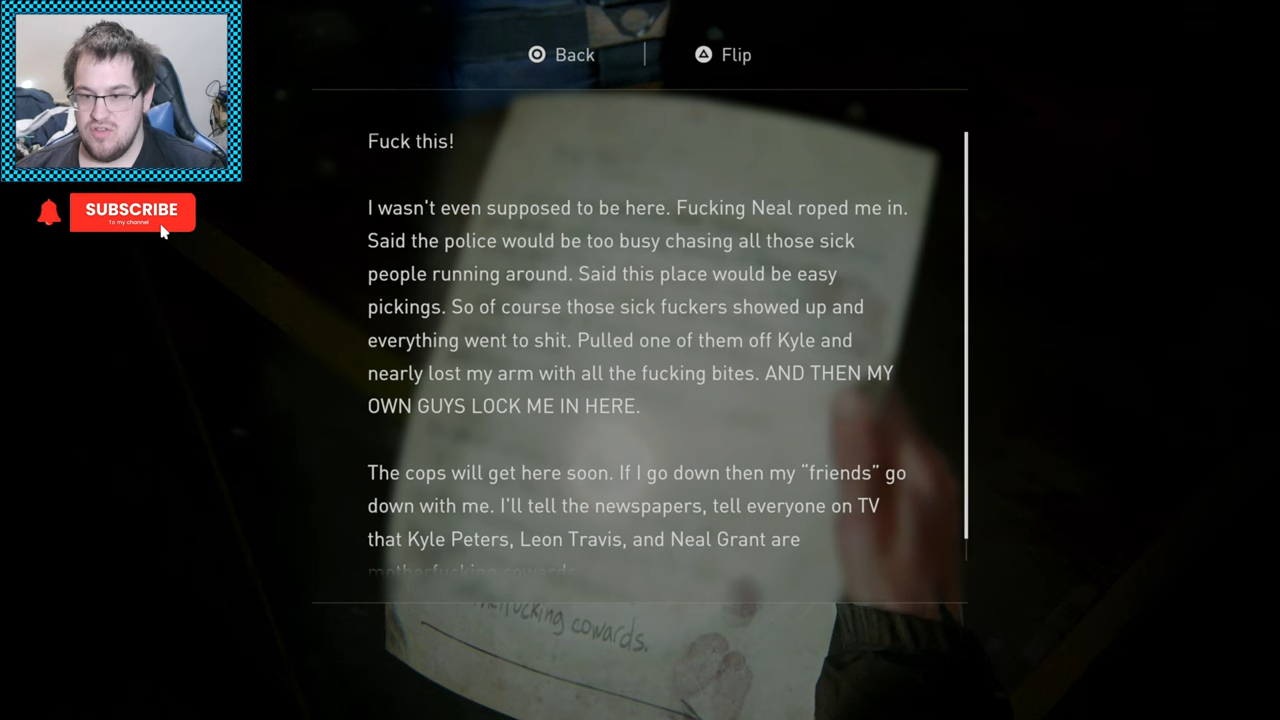 Back
Flip
SUBSCRIBE
To my channel
Fuck this!
I wasn't even supposed to be here. Fucking Neal roped me in.
Said the police would be too busy chasing all those sick
people running around. Said this place would be easy
pickings. So of course those sick fuckers showed up and
everything went to shit. Pulled one of them off Kyle and
nearly lost my arm with all the fucking bites. AND THEN MY
OWN GUYS LOCK ME IN HERE.
The cops will get here soon. If I go down then my “friends” go
down with me. I'll tell the newspapers, tell everyone on TV
that Kyle Peters, Leon Travis, and Neal Grant are
motherfucking cowards.
cowards.